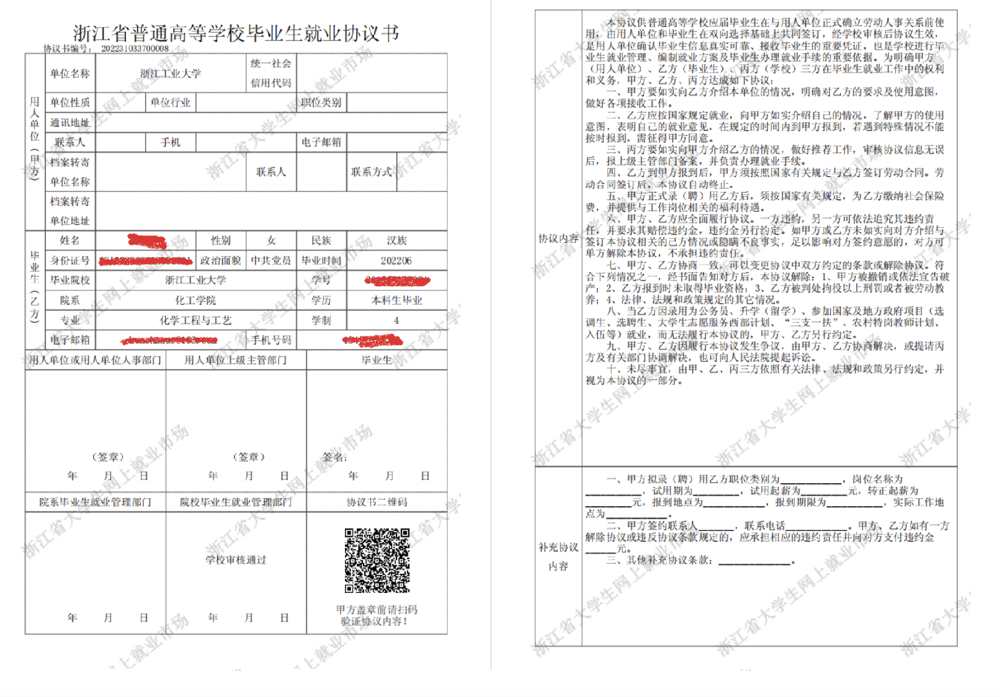 浙江省普通高等学校毕业生就业协议书
协议书编号： 202231033700008
用人单位（甲方）
单位名称 浙江工业大学 统一社会信用代码
单位性质 单位行业 职位类别
通讯地址
联系人 手机 电子邮箱
档案转寄单位名称 联系人 联系方式
档案转寄单位地址
毕业生（乙方）
姓名 性别 女 民族 汉族
身份证号 政治面貌 中共党员 毕业时间 202206
毕业院校 浙江工业大学 学号
院系 化工学院 学历 本科生毕业
专业 化学工程与工艺 学制 4
电子邮箱 手机号码
用人单位或用人单位人事部门 用人单位上级主管部门 毕业生
（签章） （签章） 签名:
年 月 日 年 月 日 年 月 日
院系毕业生就业管理部门 院校毕业生就业管理部门 协议书二维码
学校审核通过
甲方盖章前请扫码
验证协议内容！
年 月 日 年 月 日
协议内容
本协议供普通高等学校应届毕业生在与用人单位正式确立劳动人事关系前使
用，由用人单位和毕业生在双向选择基础上共同签订，经学校审核后协议生效，
是用人单位确认毕业生信息真实可靠、接收毕业生的重要凭证，也是学校进行毕
业生就业管理、编制就业方案及毕业生办理就业手续的重要依据。为明确甲方
（用人单位）、乙方（毕业生）、丙方（学校）三方在毕业生就业工作中的权利
和义务，甲方、乙方、丙方达成如下协议：
一、甲方要如实向乙方介绍本单位的情况，明确对乙方的要求及使用意图，
做好各项接收工作。
二、乙方应按国家规定就业，向甲方如实介绍自己的情况，了解甲方的使用
意图，表明自己的就业意见，在规定的时间内到甲方报到，若遇到特殊情况不能
按时报到，需征得甲方同意。
三、丙方要如实向甲方介绍乙方的情况，做好推荐工作，审核协议信息无误
后，报上级主管部门备案，并负责办理就业手续。
四、乙方到甲方报到后，甲方须按照国家有关规定与乙方签订劳动合同。劳
动合同签订后，本协议自动终止。
五、甲方正式录（聘）用乙方后，须按国家有关规定，为乙方缴纳社会保险
费，并提供与工作岗位相关的福利待遇。
六、甲方、乙方应全面履行协议。一方违约，另一方可依法追究其违约责
任，并要求其赔偿违约金，违约金另行约定。如甲方或乙方未如实向对方介绍与
签订本协议相关的己方情况或隐瞒不良事实，足以影响对方签约意愿的，对方可
单方解除本协议，不承担违约责任。
七、甲方、乙方协商一致，可以变更协议中双方约定的条款或解除协议。符
合下列情况之一，经书面告知对方后，本协议解除：1、甲方被撤销或依法宣告破
产；2、乙方报到时未取得毕业资格；3、乙方被判处拘役以上刑罚或者被劳动教
养；4、法律、法规和政策规定的其它情况。
八、当乙方因录用为公务员、升学（留学）、参加国家及地方政府项目（选
调生、选聘生、大学生志愿服务西部计划、“三支一扶”、农村特岗教师计划、
入伍等）就业，而无法履行本协议的，甲方、乙方另行约定。
九、甲方、乙方因履行本协议发生争议，由甲方、乙方协商解决，或提请丙
方及有关部门协调解决，也可向人民法院提起诉讼。
十、未尽事宜，由甲、乙、丙三方依照有关法律、法规和政策另行约定，并
视为本协议的一部分。
补充协议内容
一、甲方拟录（聘）用乙方职位类别为____________，岗位名称为
___________，试用期为_________，试用起薪为_________元，转正起薪为
_________元，报到地点为____________，报到期限为___________，实际工作地
点为____________。
二、甲方签约联系人_______，联系电话____________。甲方、乙方如有一方
解除协议或违反协议条款规定的，应承担相应的违约责任并向对方支付违约金
______元。
三、其他补充协议条款：______________。
浙江省大学生网上就业市场